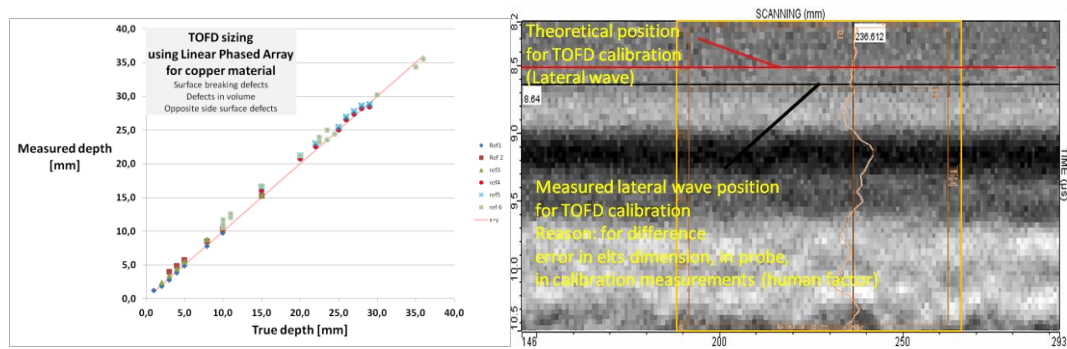 TOFD sizing
using Linear Phased Array
for copper material
Surface breaking defects
Defects in volume
Opposite side surface defects
Measured depth
[mm]
40,0
35,0
30,0
25,0
20,0
15,0
10,0
5,0
0,0
0,0 5,0 10,0 15,0 20,0 25,0 30,0 35,0 40,0
True depth [mm]
Ref1
Ref 2
ref3
ref4
ref5
ref 6
x=y
SCANNING (mm)
8.2
8.5
9.0
9.5
10.0
10.5
8.64
236.612
Theoretical position
for TOFD calibration
(Lateral wave)
Measured lateral wave position
for TOFD calibration
Reason: for difference
error in elts dimension, in probe,
in calibration measurements (human factor)
TIME (µs)
146 200 250 293